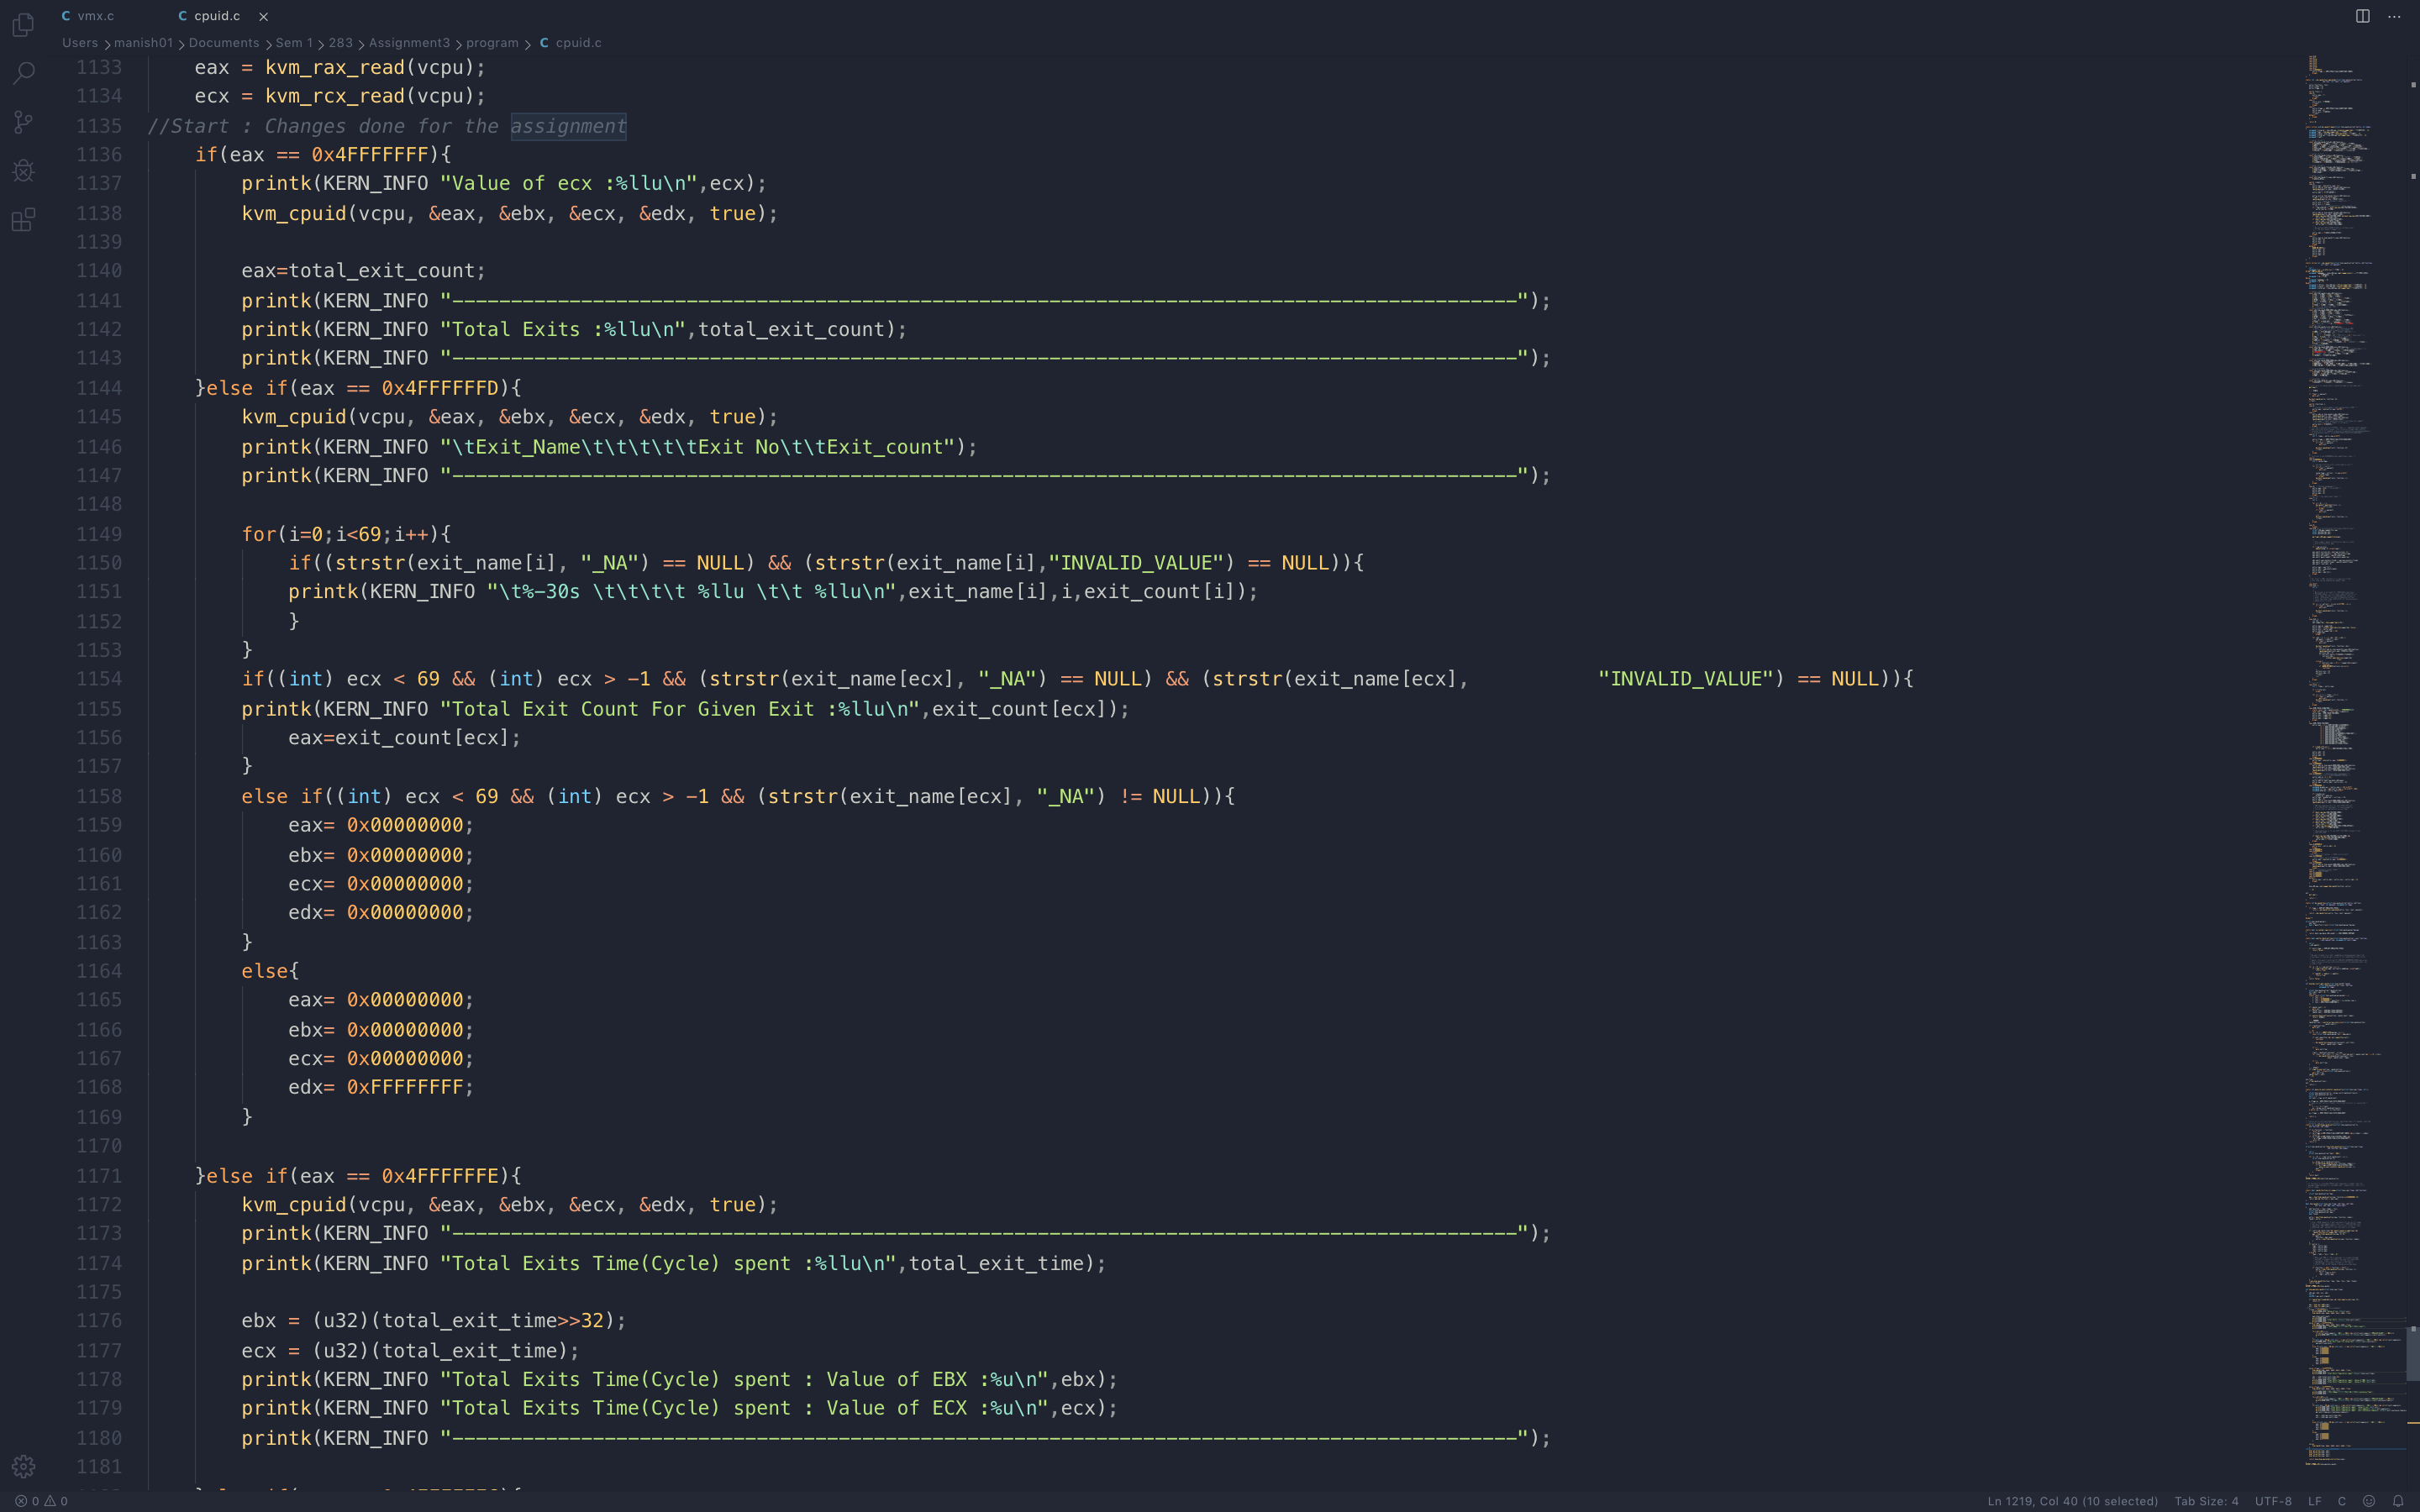 vmx.c cpuid.c
Users > manish01 > Documents > Sem 1 > 283 > Assignment3 > program > C cpuid.c
1133 eax = kvm_rax_read(vcpu);
1134 ecx = kvm_rcx_read(vcpu);
1135 //Start : Changes done for the assignment
1136 if(eax == 0x4FFFFFFF){
1137 printk(KERN_INFO "Value of ecx :%llu\n",ecx);
1138 kvm_cpuid(vcpu, &eax, &ebx, &ecx, &edx, true);
1139
1140 eax=total_exit_count;
1141 printk(KERN_INFO "-------------------------------------------------------------------------------------------");
1142 printk(KERN_INFO "Total Exits :%llu\n",total_exit_count);
1143 printk(KERN_INFO "-------------------------------------------------------------------------------------------");
1144 }else if(eax == 0x4FFFFFFD){
1145 kvm_cpuid(vcpu, &eax, &ebx, &ecx, &edx, true);
1146 printk(KERN_INFO "\tExit_Name\t\t\t\t\tExit No\t\tExit_count");
1147 printk(KERN_INFO "-------------------------------------------------------------------------------------------");
1148
1149 for(i=0;i<69;i++){
1150 if((strstr(exit_name[i], "_NA") == NULL) && (strstr(exit_name[i],"INVALID_VALUE") == NULL)){
1151 printk(KERN_INFO "\t%-30s \t\t\t\t %llu \t\t %llu\n",exit_name[i],i,exit_count[i]);
1152 }
1153 }
1154 if((int) ecx < 69 && (int) ecx > -1 && (strstr(exit_name[ecx], "_NA") == NULL) && (strstr(exit_name[ecx], "INVALID_VALUE") == NULL)){
1155 printk(KERN_INFO "Total Exit Count For Given Exit :%llu\n",exit_count[ecx]);
1156 eax=exit_count[ecx];
1157 }
1158 else if((int) ecx < 69 && (int) ecx > -1 && (strstr(exit_name[ecx], "_NA") != NULL)){
1159 eax= 0x00000000;
1160 ebx= 0x00000000;
1161 ecx= 0x00000000;
1162 edx= 0x00000000;
1163 }
1164 else{
1165 eax= 0x00000000;
1166 ebx= 0x00000000;
1167 ecx= 0x00000000;
1168 edx= 0xFFFFFFFF;
1169 }
1170
1171 }else if(eax == 0x4FFFFFFE){
1172 kvm_cpuid(vcpu, &eax, &ebx, &ecx, &edx, true);
1173 printk(KERN_INFO "-------------------------------------------------------------------------------------------");
1174 printk(KERN_INFO "Total Exits Time(Cycle) spent :%llu\n",total_exit_time);
1175
1176 ebx = (u32)(total_exit_time>>32);
1177 ecx = (u32)(total_exit_time);
1178 printk(KERN_INFO "Total Exits Time(Cycle) spent : Value of EBX :%u\n",ebx);
1179 printk(KERN_INFO "Total Exits Time(Cycle) spent : Value of ECX :%u\n",ecx);
1180 printk(KERN_INFO "-------------------------------------------------------------------------------------------");
1181
0 0 Ln 1219, Col 40 (10 selected) Tab Size: 4 UTF-8 LF C